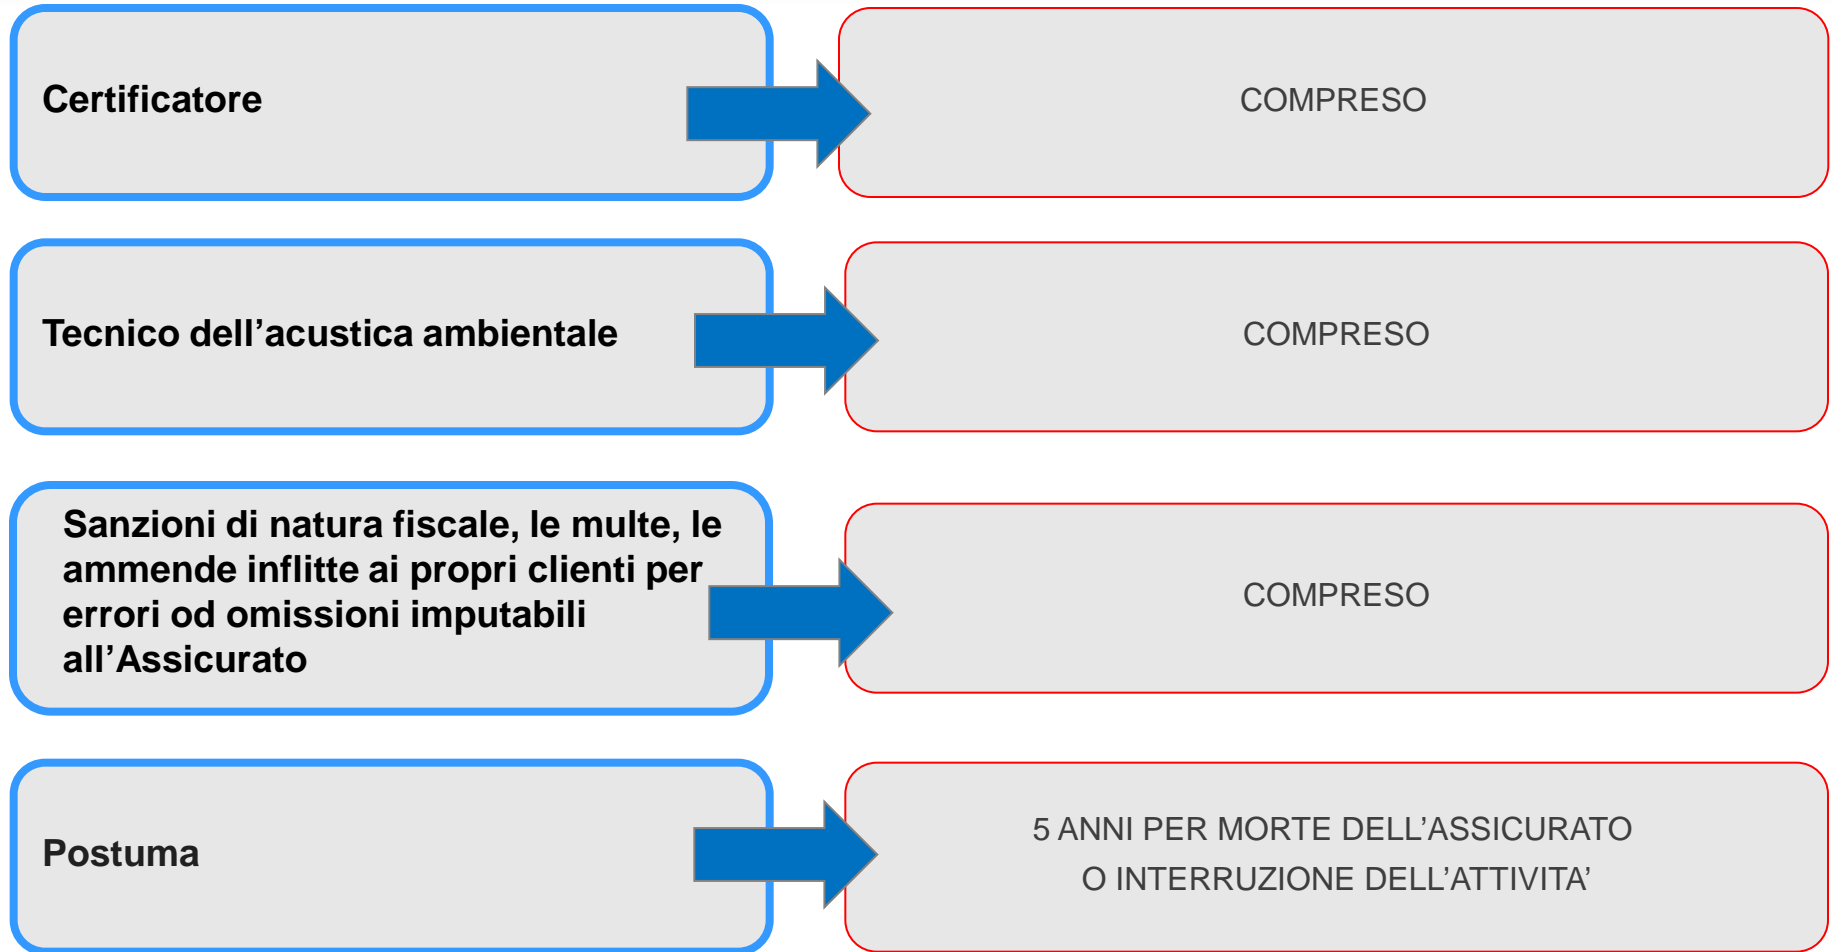 Certificatore
COMPRESO
Tecnico dell’acustica ambientale
COMPRESO
Sanzioni di natura fiscale, le multe, le
ammende inflitte ai propri clienti per
errori od omissioni imputabili
all’Assicurato
COMPRESO
Postuma
5 ANNI PER MORTE DELL’ASSICURATO
O INTERRUZIONE DELL’ATTIVITA’